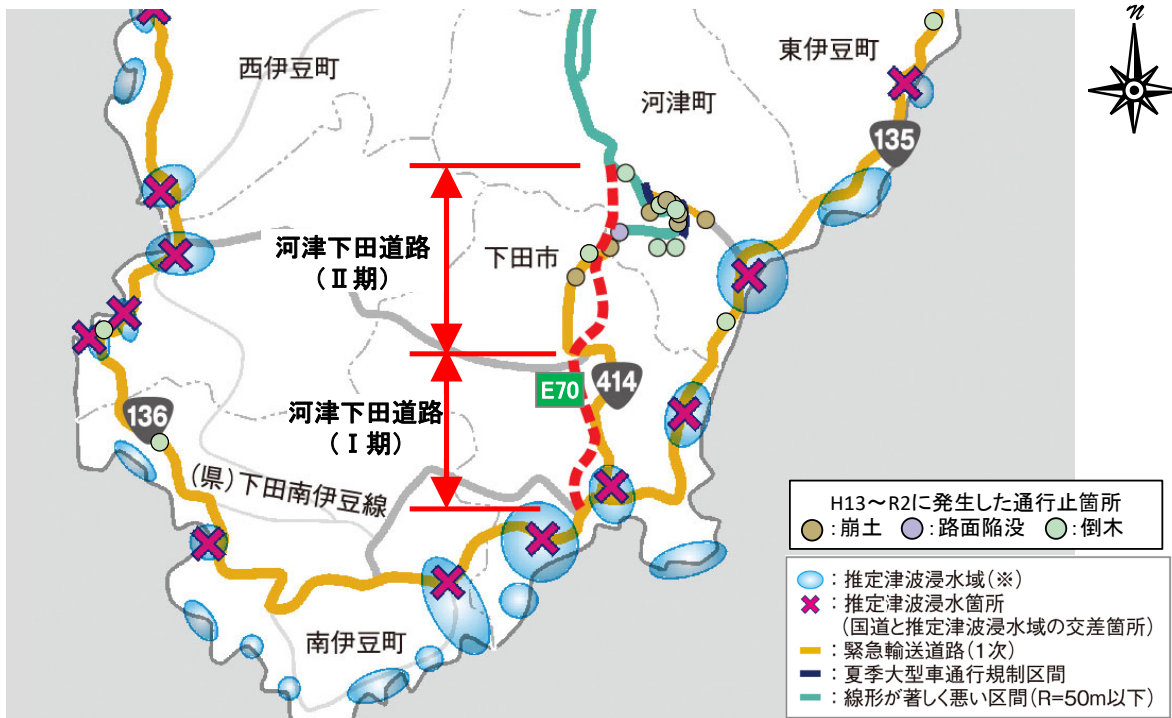 N
西伊豆町
東伊豆町
河津町
135
河津下田道路
(Ⅱ期)
下田市
E70
414
河津下田道路
(Ⅰ期)
136
(県)下田南伊豆線
南伊豆町
H13～R2に発生した通行止箇所
:崩土 :路面陥没 :倒木
:推定津波浸水域(※)
:推定津波浸水箇所
(国道と推定津波浸水域の交差箇所)
:緊急輸送道路(1次)
:夏季大型車通行規制区間
:線形が著しく悪い区間(R=50m以下)